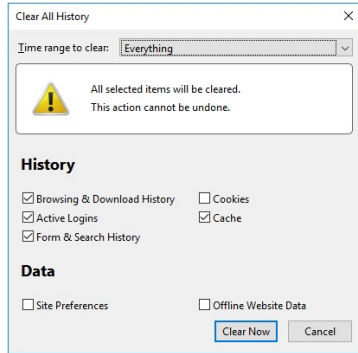 Clear All History
Time range to clear: Everything
All selected items will be cleared.
This action cannot be undone.
History
Browsing & Download History Cookies
Active Logins Cache
Form & Search History
Data
Site Preferences Offline Website Data
Clear Now Cancel